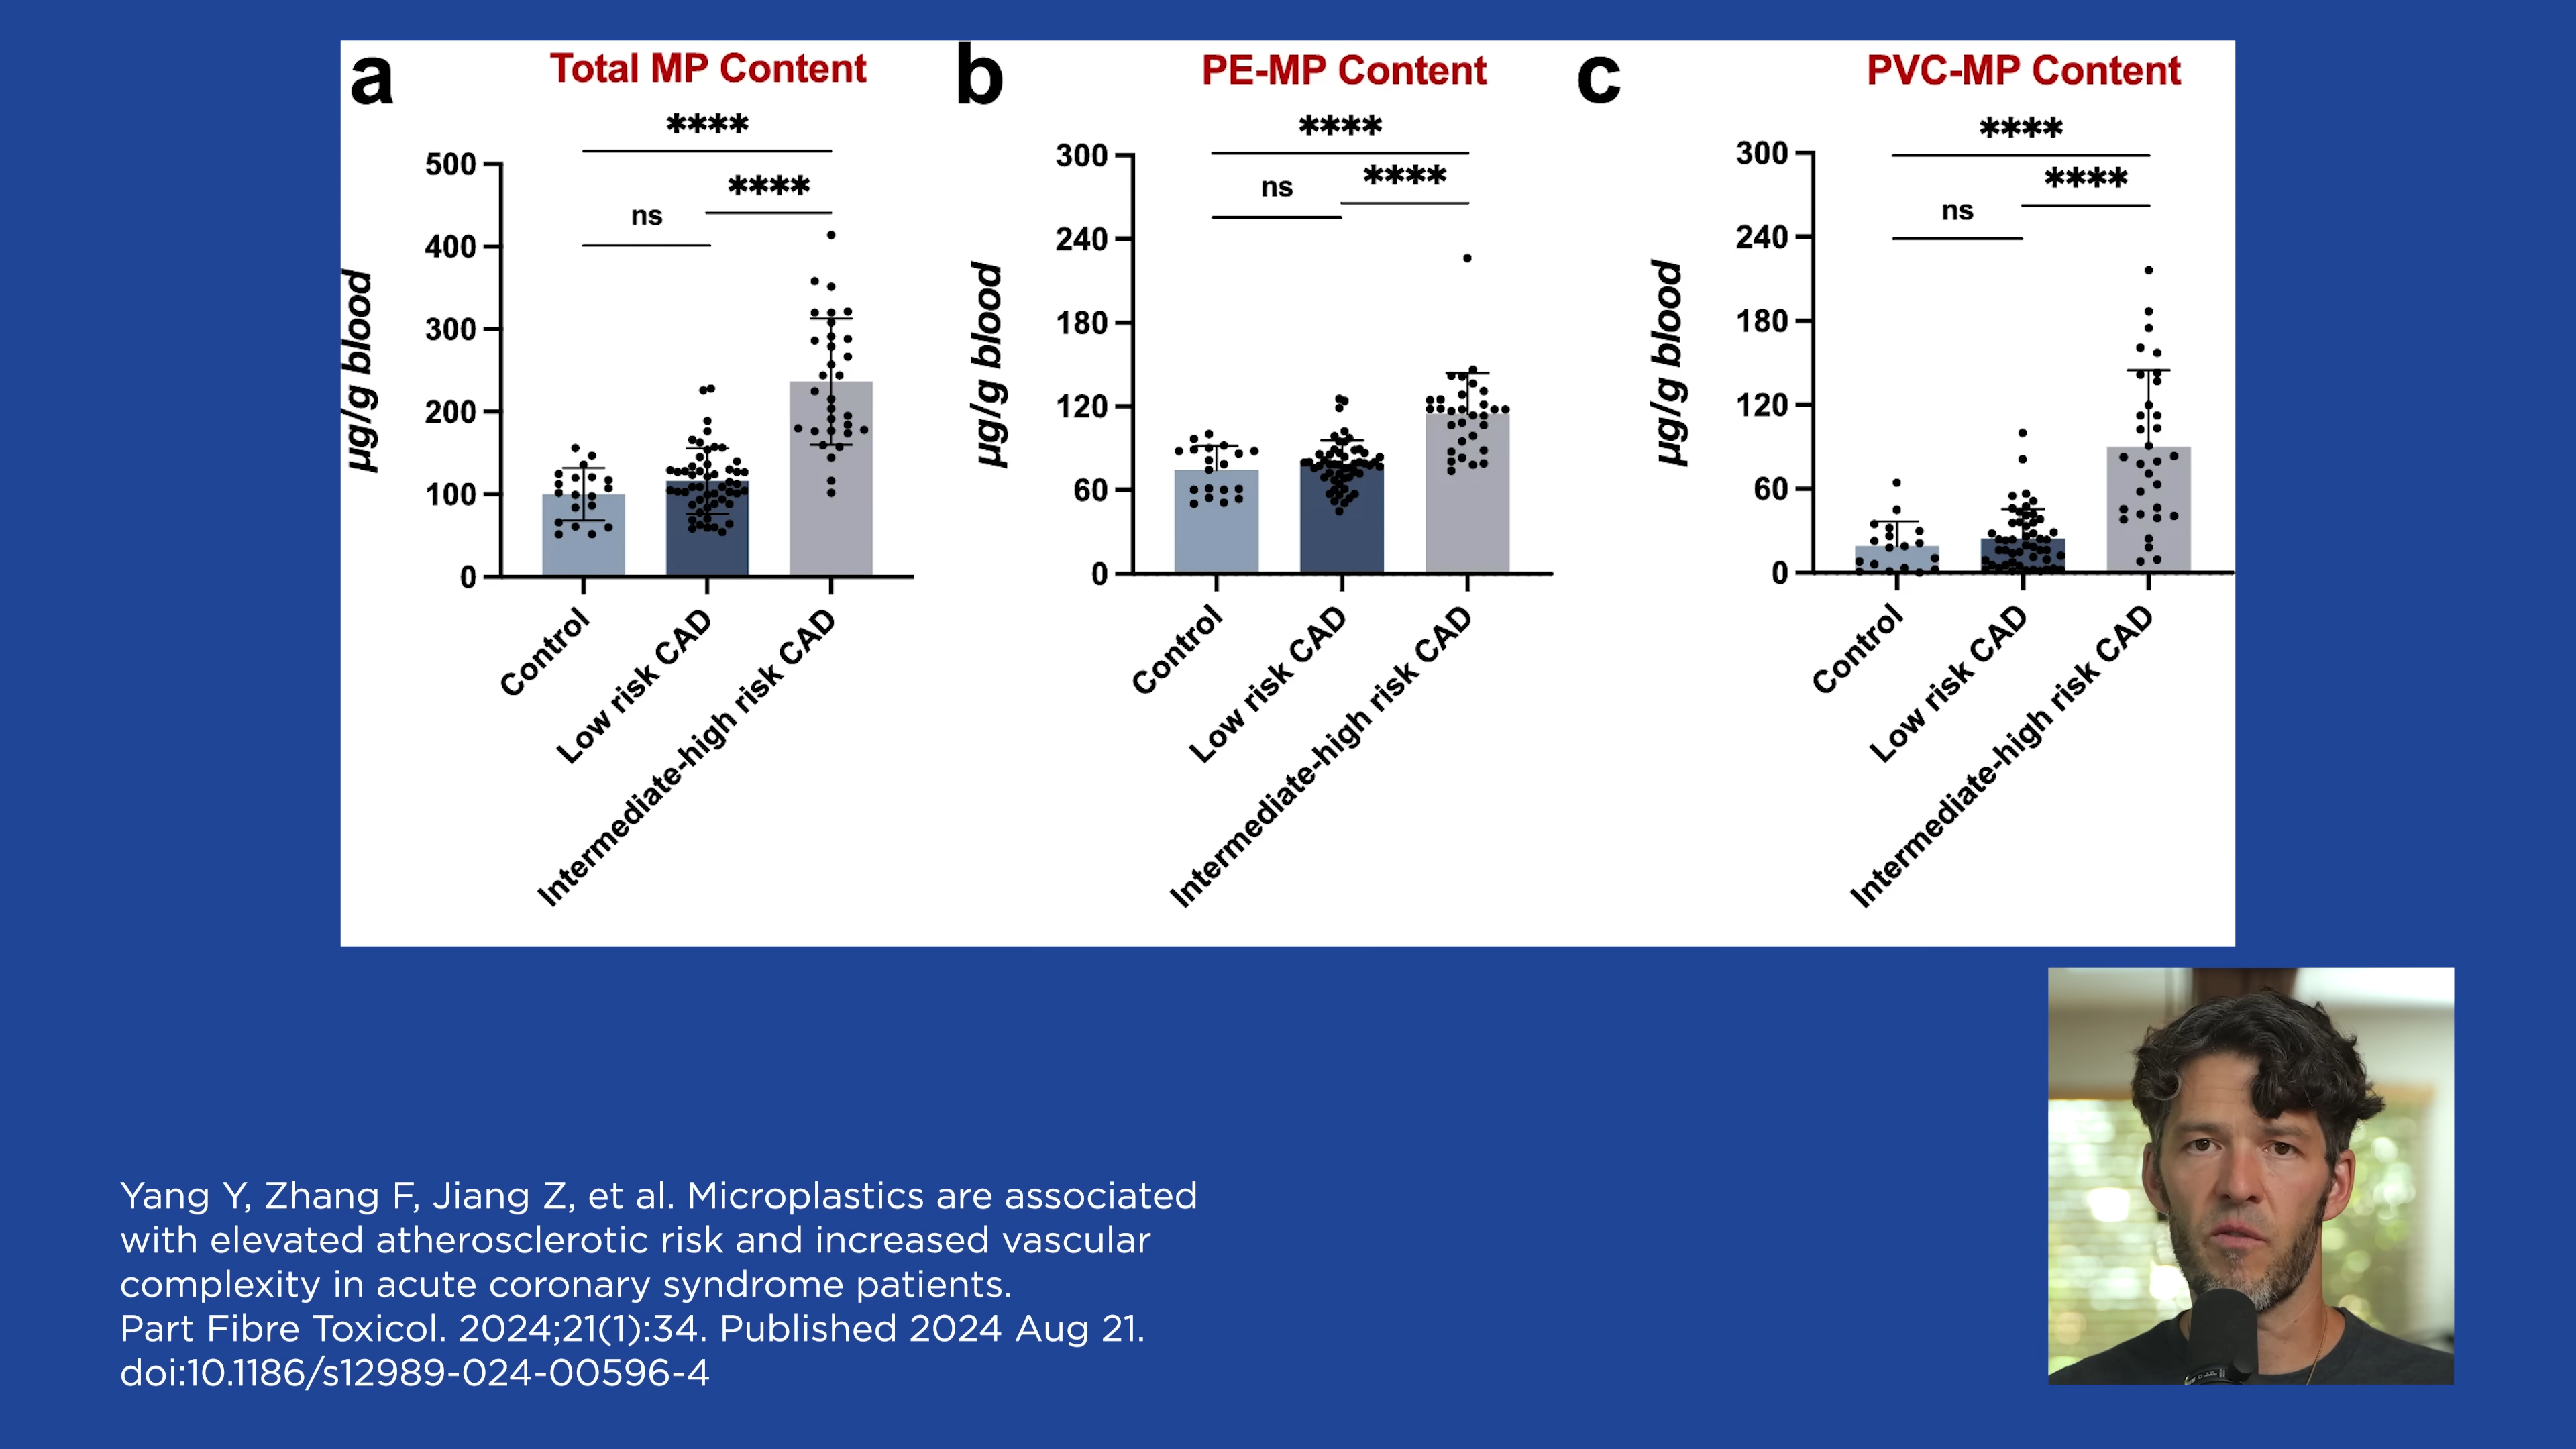 a
Total MP Content
****
****
ns
500
400
300
200
100
0
µg/g blood
Control
Low risk CAD
Intermediate-high risk CAD
b
PE-MP Content
****
****
ns
300
240
180
120
60
0
µg/g blood
Control
Low risk CAD
Intermediate-high risk CAD
c
PVC-MP Content
****
****
ns
300
240
180
120
60
0
µg/g blood
Control
Low risk CAD
Intermediate-high risk CAD
Yang Y, Zhang F, Jiang Z, et al. Microplastics are associated
with elevated atherosclerotic risk and increased vascular
complexity in acute coronary syndrome patients.
Part Fibre Toxicol. 2024;21(1):34. Published 2024 Aug 21.
doi:10.1186/s12989-024-00596-4